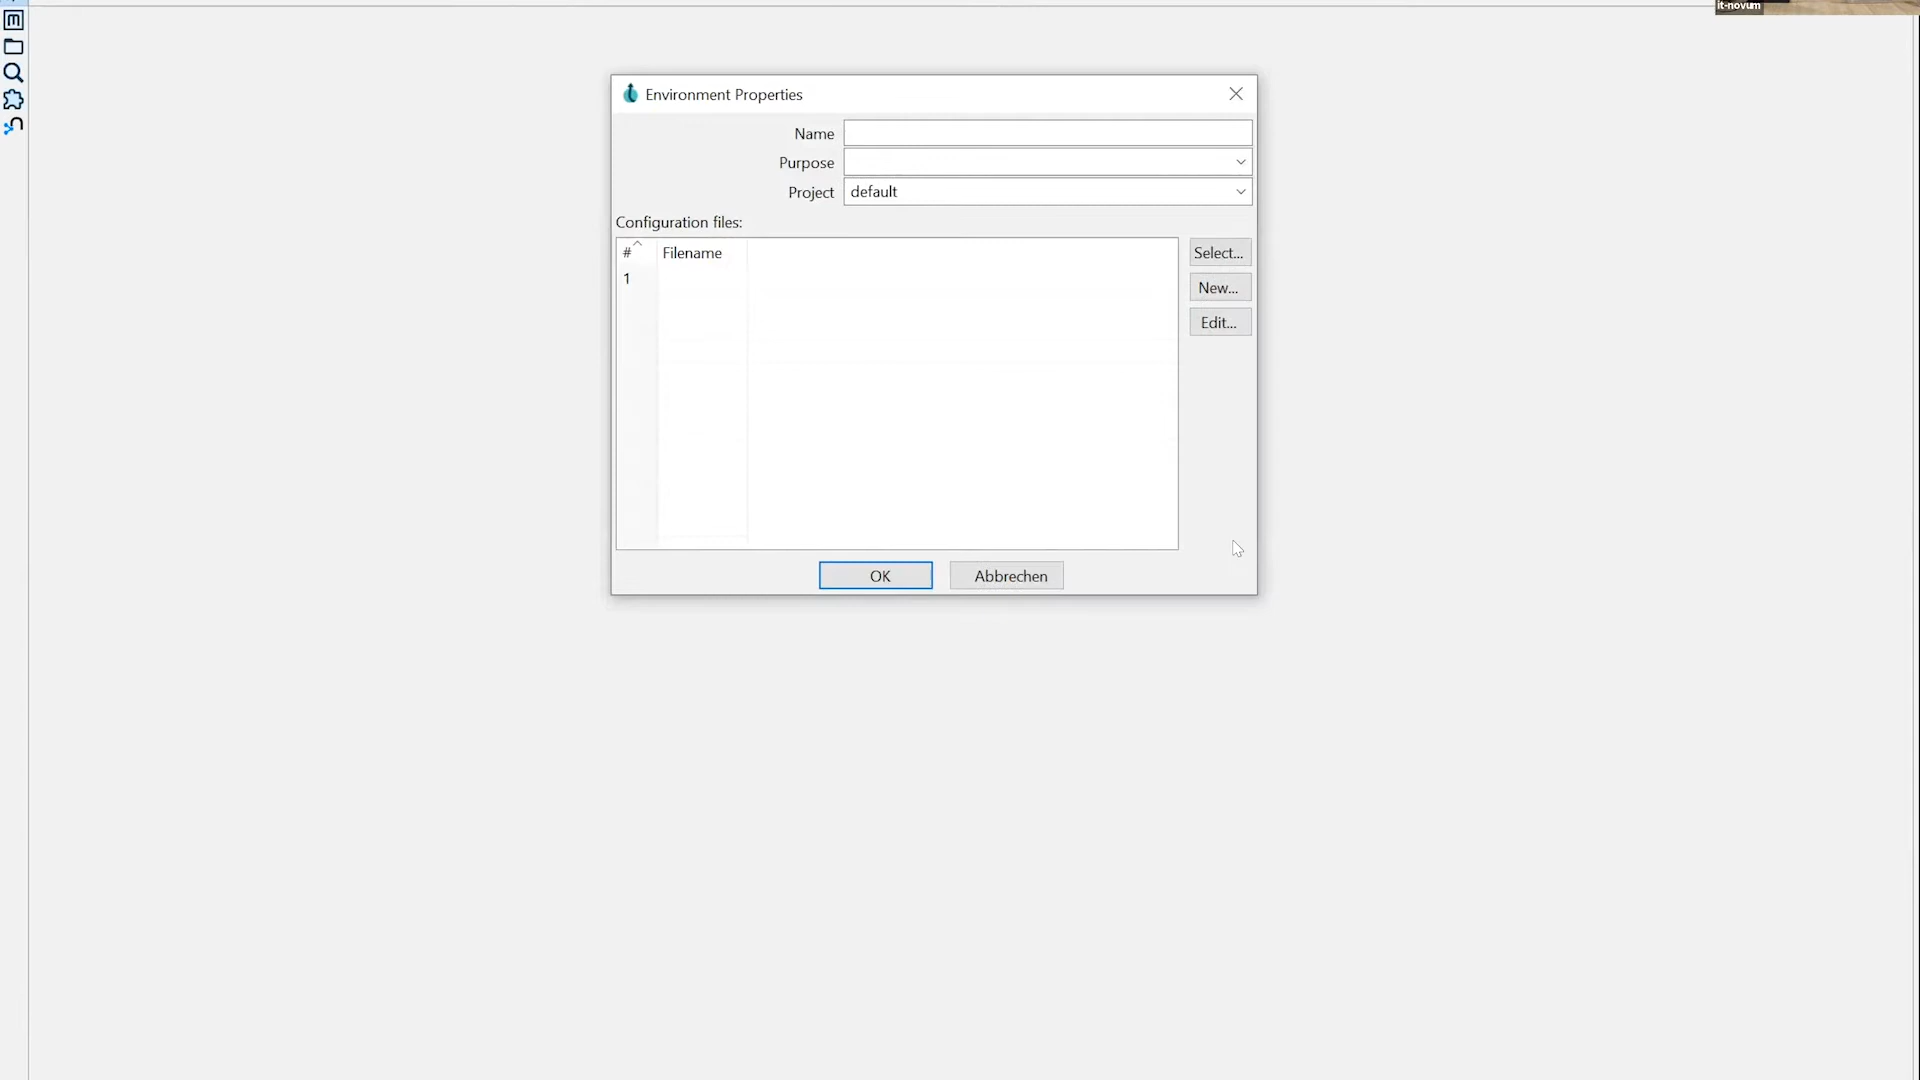 it-novum
Environment Properties
Name
Purpose
Project default
Configuration files:
# Filename
1
Select...
New...
Edit...
OK Abbrechen